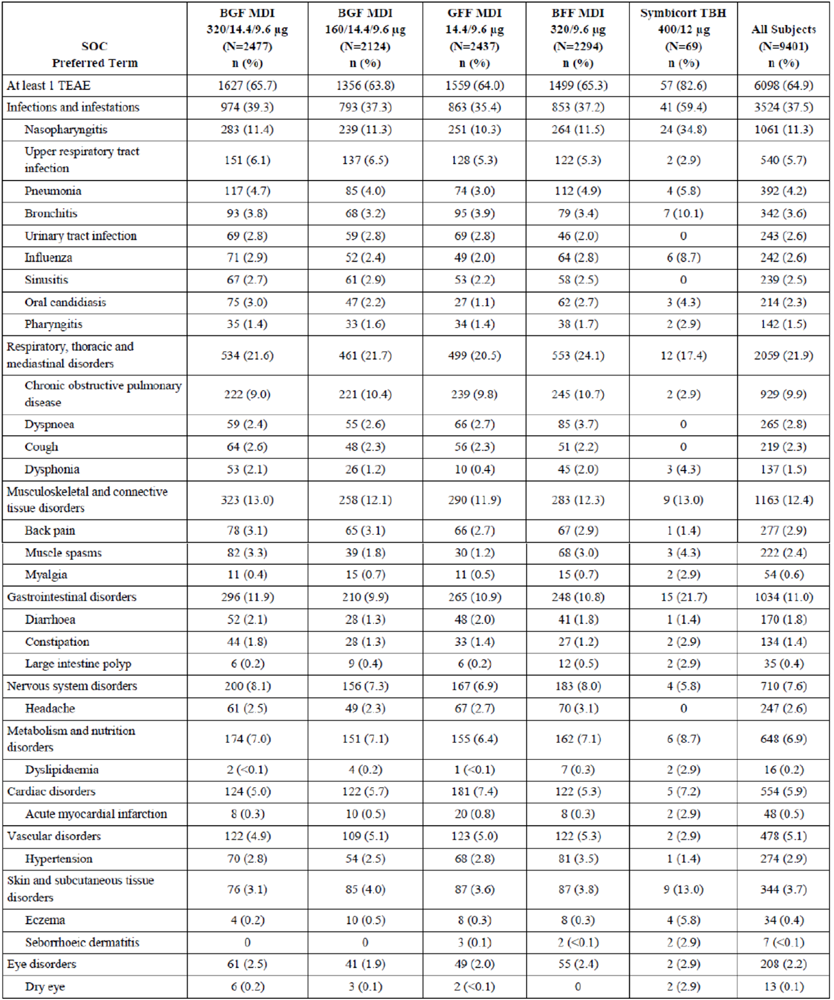 SOC
Preferred Term
BGF MDI
320/14.4/9.6 µg
(N=2477)
n (%)
BGF MDI
160/14.4/9.6 µg
(N=2124)
n (%)
GFF MDI
14.4/9.6 µg
(N=2437)
n (%)
BFF MDI
320/9.6 µg
(N=2294)
n (%)
Symbicort TBH
400/12 µg
(N=69)
n (%)
All Subjects
(N=9401)
n (%)
At least 1 TEAE 1627 (65.7) 1356 (63.8) 1559 (64.0) 1499 (65.3) 57 (82.6) 6098 (64.9)
Infections and infestations 974 (39.3) 793 (37.3) 863 (35.4) 853 (37.2) 41 (59.4) 3524 (37.5)
Nasopharyngitis 283 (11.4) 239 (11.3) 251 (10.3) 264 (11.5) 24 (34.8) 1061 (11.3)
Upper respiratory tract
infection 151 (6.1) 137 (6.5) 128 (5.3) 122 (5.3) 2 (2.9) 540 (5.7)
Pneumonia 117 (4.7) 85 (4.0) 74 (3.0) 112 (4.9) 4 (5.8) 392 (4.2)
Bronchitis 93 (3.8) 68 (3.2) 95 (3.9) 79 (3.4) 7 (10.1) 342 (3.6)
Urinary tract infection 69 (2.8) 59 (2.8) 69 (2.8) 46 (2.0) 0 243 (2.6)
Influenza 71 (2.9) 52 (2.4) 49 (2.0) 64 (2.8) 6 (8.7) 242 (2.6)
Sinusitis 67 (2.7) 61 (2.9) 53 (2.2) 58 (2.5) 0 239 (2.5)
Oral candidiasis 75 (3.0) 47 (2.2) 27 (1.1) 62 (2.7) 3 (4.3) 214 (2.3)
Pharyngitis 35 (1.4) 33 (1.6) 34 (1.4) 38 (1.7) 2 (2.9) 142 (1.5)
Respiratory, thoracic and
mediastinal disorders 534 (21.6) 461 (21.7) 499 (20.5) 553 (24.1) 12 (17.4) 2059 (21.9)
Chronic obstructive pulmonary
disease 222 (9.0) 221 (10.4) 239 (9.8) 245 (10.7) 2 (2.9) 929 (9.9)
Dyspnoea 59 (2.4) 55 (2.6) 66 (2.7) 85 (3.7) 0 265 (2.8)
Cough 64 (2.6) 48 (2.3) 56 (2.3) 51 (2.2) 0 219 (2.3)
Dysphonia 53 (2.1) 26 (1.2) 10 (0.4) 45 (2.0) 3 (4.3) 137 (1.5)
Musculoskeletal and connective
tissue disorders 323 (13.0) 258 (12.1) 290 (11.9) 283 (12.3) 9 (13.0) 1163 (12.4)
Back pain 78 (3.1) 65 (3.1) 66 (2.7) 67 (2.9) 1 (1.4) 277 (2.9)
Muscle spasms 82 (3.3) 39 (1.8) 30 (1.2) 68 (3.0) 3 (4.3) 222 (2.4)
Myalgia 11 (0.4) 15 (0.7) 11 (0.5) 15 (0.7) 2 (2.9) 54 (0.6)
Gastrointestinal disorders 296 (11.9) 210 (9.9) 265 (10.9) 248 (10.8) 15 (21.7) 1034 (11.0)
Diarrhoea 52 (2.1) 28 (1.3) 48 (2.0) 41 (1.8) 1 (1.4) 170 (1.8)
Constipation 44 (1.8) 28 (1.3) 33 (1.4) 27 (1.2) 2 (2.9) 134 (1.4)
Large intestine polyp 6 (0.2) 9 (0.4) 6 (0.2) 12 (0.5) 2 (2.9) 35 (0.4)
Nervous system disorders 200 (8.1) 156 (7.3) 167 (6.9) 183 (8.0) 4 (5.8) 710 (7.6)
Headache 61 (2.5) 49 (2.3) 67 (2.7) 70 (3.1) 0 247 (2.6)
Metabolism and nutrition
disorders 174 (7.0) 151 (7.1) 155 (6.4) 162 (7.1) 6 (8.7) 648 (6.9)
Dyslipidaemia 2 (<0.1) 4 (0.2) 1 (<0.1) 7 (0.3) 2 (2.9) 16 (0.2)
Cardiac disorders 124 (5.0) 122 (5.7) 181 (7.4) 122 (5.3) 5 (7.2) 554 (5.9)
Acute myocardial infarction 8 (0.3) 10 (0.5) 20 (0.8) 8 (0.3) 2 (2.9) 48 (0.5)
Vascular disorders 122 (4.9) 109 (5.1) 123 (5.0) 122 (5.3) 2 (2.9) 478 (5.1)
Hypertension 70 (2.8) 54 (2.5) 68 (2.8) 81 (3.5) 1 (1.4) 274 (2.9)
Skin and subcutaneous tissue
disorders 76 (3.1) 85 (4.0) 87 (3.6) 87 (3.8) 9 (13.0) 344 (3.7)
Eczema 4 (0.2) 10 (0.5) 8 (0.3) 8 (0.3) 4 (5.8) 34 (0.4)
Seborrhoeic dermatitis 0 0 3 (0.1) 2 (<0.1) 2 (2.9) 7 (<0.1)
Eye disorders 61 (2.5) 41 (1.9) 49 (2.0) 55 (2.4) 2 (2.9) 208 (2.2)
Dry eye 6 (0.2) 3 (0.1) 2 (<0.1) 0 2 (2.9) 13 (0.1)